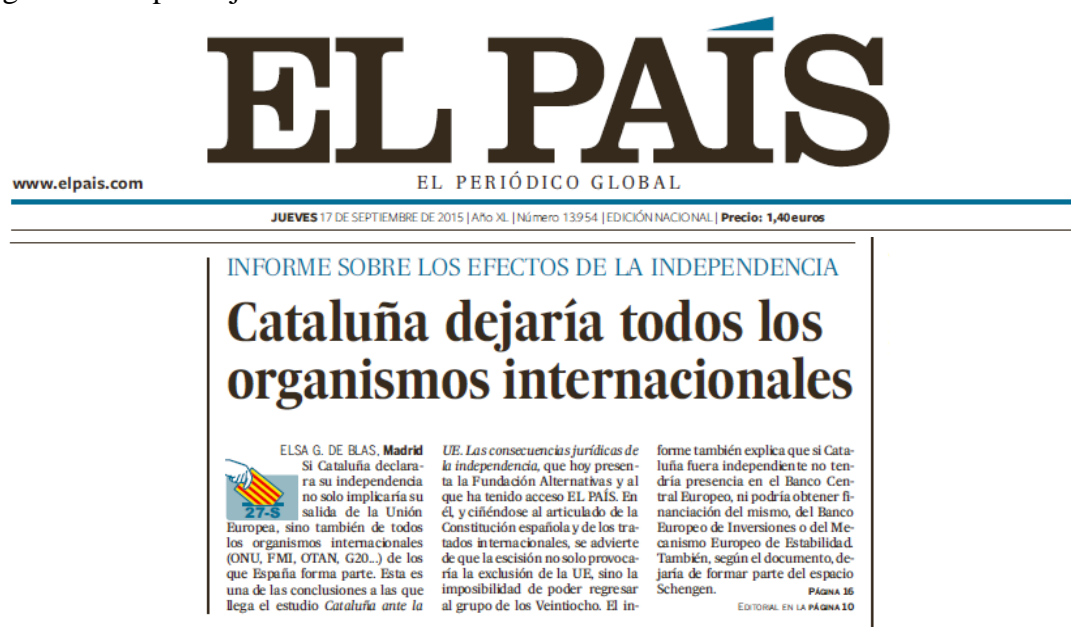 EL PAÍS
www.elpais.com
EL PERIÓDICO GLOBAL
JUEVES 17 DE SEPTIEMBRE DE 2015 | Año XL | Número 13.954 | EDICIÓN NACIONAL | Precio: 1,40 euros
INFORME SOBRE LOS EFECTOS DE LA INDEPENDENCIA
Cataluña dejaría todos los
organismos internacionales
27-S
ELSA G. DE BLAS, Madrid
Si Cataluña declara-
ra su independencia
no solo implicaría su
salida de la Unión
Europea, sino también de todos
los organismos internacionales
(ONU, FMI, OTAN, G20...) de los
que España forma parte. Esta es
una de las conclusiones a las que
llega el estudio Cataluña ante la
UE. Las consecuencias jurídicas de
la independencia, que hoy presen-
ta la Fundación Alternativas y al
que ha tenido acceso EL PAÍS. En
él, y ciñéndose al articulado de la
Constitución española y de los tra-
tados internacionales, se advierte
de que la escisión no solo provoca-
ría la exclusión de la UE, sino la
imposibilidad de poder regresar
al grupo de los Veintiocho. El in-
forme también explica que si Cata-
luña fuera independiente no ten-
dría presencia en el Banco Cen-
tral Europeo, ni podría obtener fi-
nanciación del mismo, del Banco
Europeo de Inversiones o del Me-
canismo Europeo de Estabilidad.
También, según el documento, de-
jaría de formar parte del espacio
Schengen. PÁGINA 16
EDITORIAL EN LA PÁGINA 10